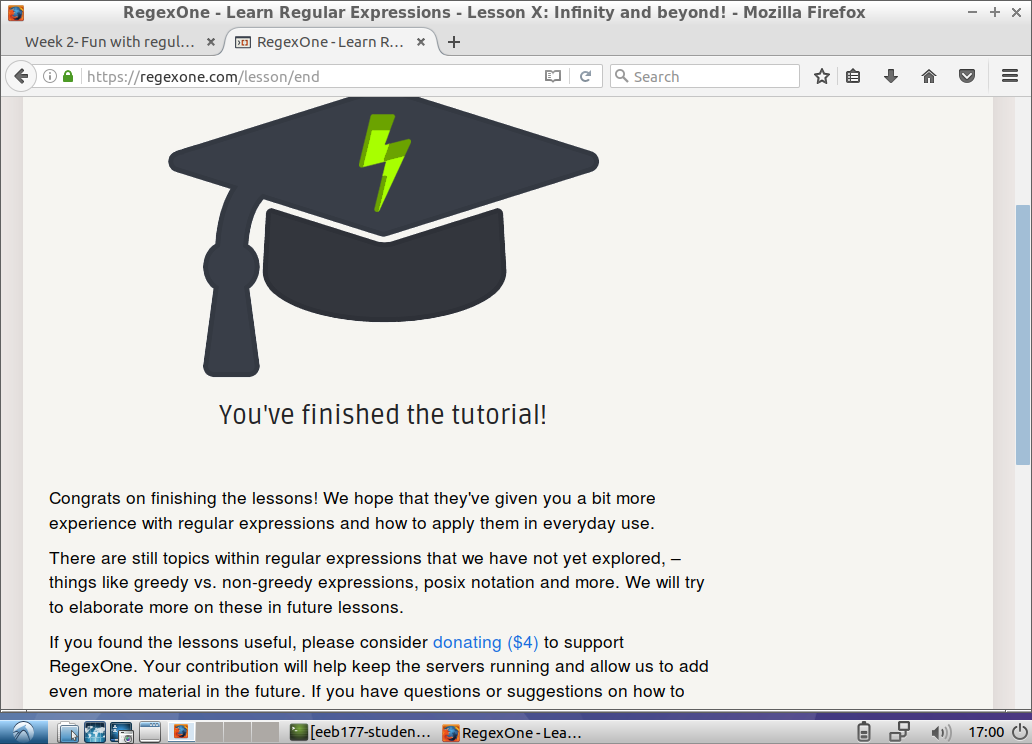 RegexOne - Learn Regular Expressions - Lesson X: Infinity and beyond! - Mozilla Firefox
Week 2- Fun with regul...
RegexOne - Learn R...
https://regexone.com/lesson/end
Search
You've finished the tutorial!
Congrats on finishing the lessons! We hope that they've given you a bit more
experience with regular expressions and how to apply them in everyday use.
There are still topics within regular expressions that we have not yet explored, –
things like greedy vs. non-greedy expressions, posix notation and more. We will try
to elaborate more on these in future lessons.
If you found the lessons useful, please consider donating ($4) to support
RegexOne. Your contribution will help keep the servers running and allow us to add
even more material in the future. If you have questions or suggestions on how to
[eeb177-studen...
RegexOne - Lea...
17:00